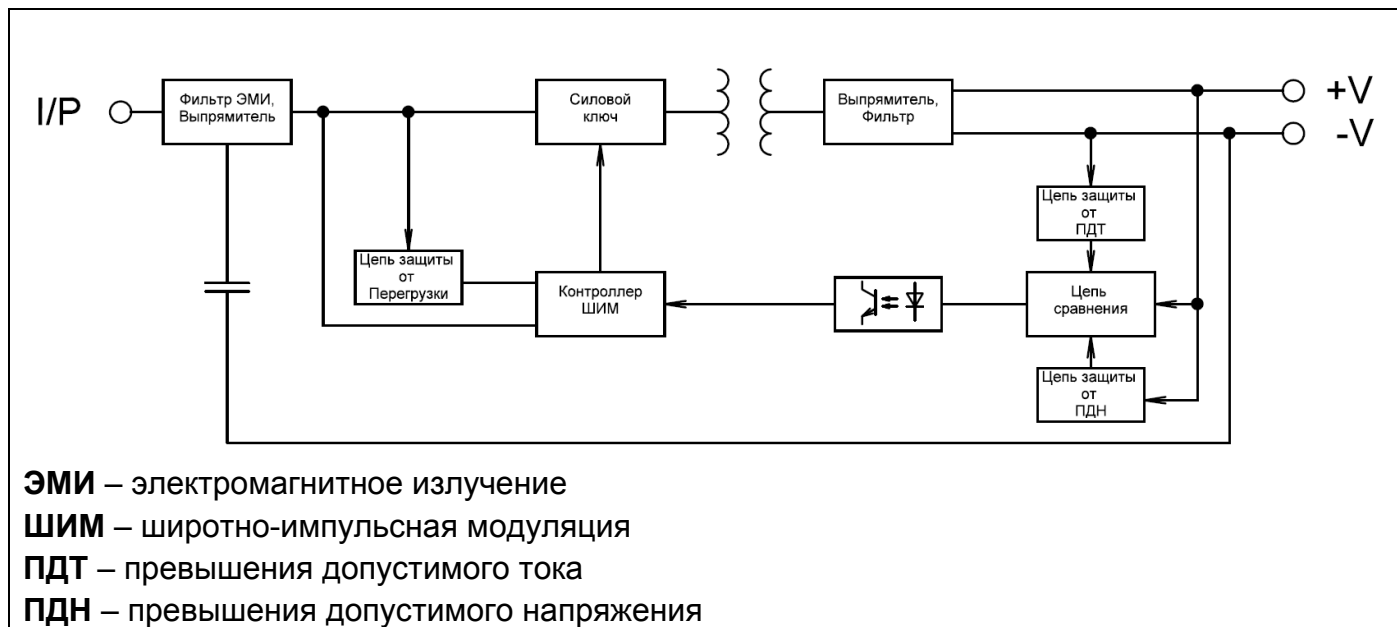 I/P
Фильтр ЭМИ,
Выпрямитель
Силовой
ключ
Выпрямитель,
Фильтр
+V
-V
Цепь защиты
от
ПДТ
Цепь защиты
от
Перегрузки
Контроллер
ШИМ
Цепь
сравнения
Цепь защиты
от
ПДН
ЭМИ – электромагнитное излучение
ШИМ – широтно-импульсная модуляция
ПДТ – превышения допустимого тока
ПДН – превышения допустимого напряжения